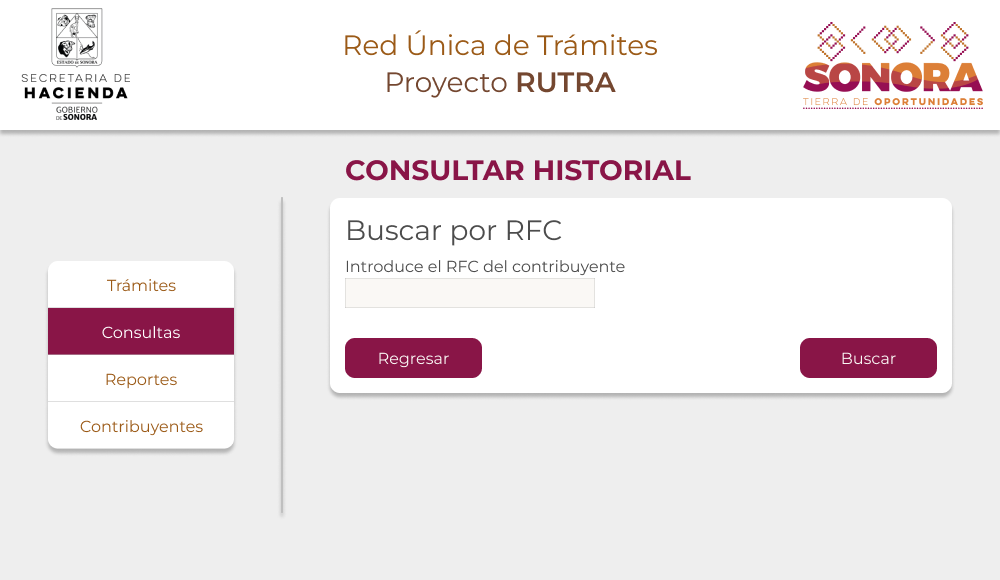 ESTADO DE SONORA
SECRETARIA DE
HACIENDA
GOBIERNO
DE SONORA
Red Única de Trámites
Proyecto RUTRA
SONORA
TIERRA DE OPORTUNIDADES
CONSULTAR HISTORIAL
Trámites
Consultas
Reportes
Contribuyentes
Buscar por RFC
Introduce el RFC del contribuyente
Regresar
Buscar